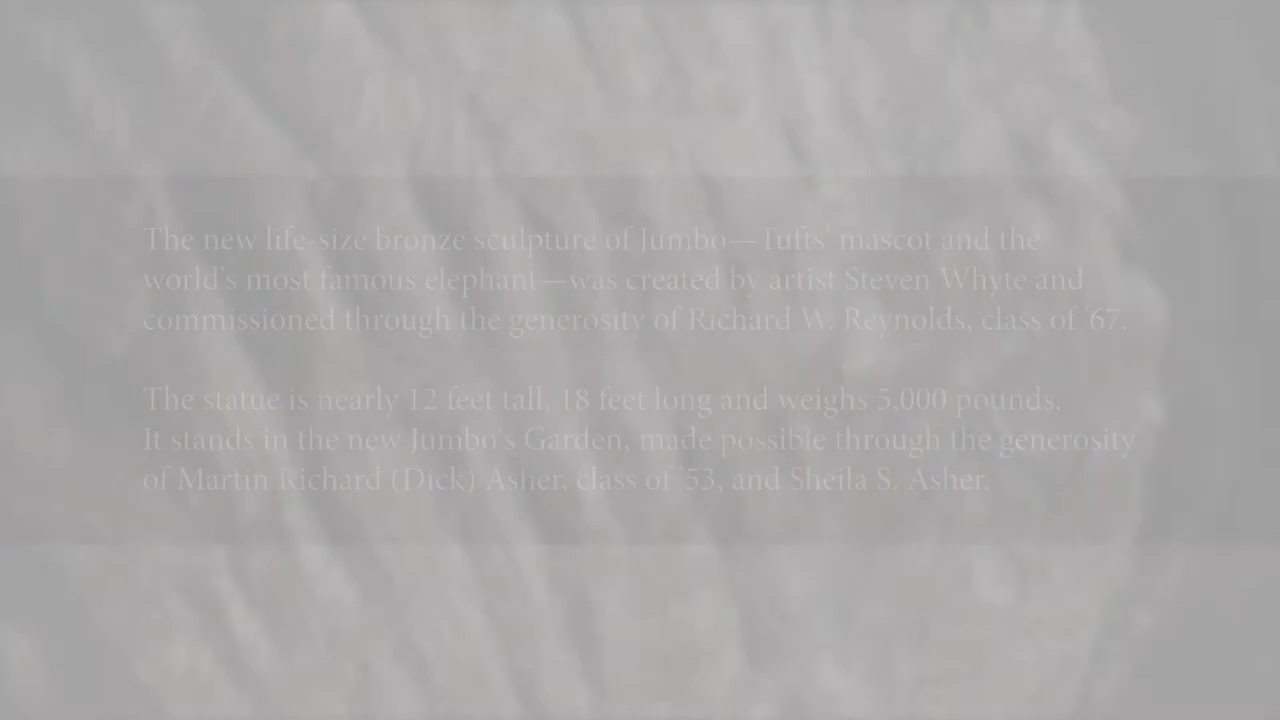 The new life-size bronze sculpture of Jumbo—Tufts' mascot and the
world's most famous elephant—was created by artist Steven Whyte and
commissioned through the generosity of Richard W. Reynolds, class of '67.
The statue is nearly 12 feet tall, 18 feet long and weighs 5,000 pounds.
It stands in the new Jumbo's Garden, made possible through the generosity
of Martin Richard (Dick) Asher, class of '53, and Sheila S. Asher.